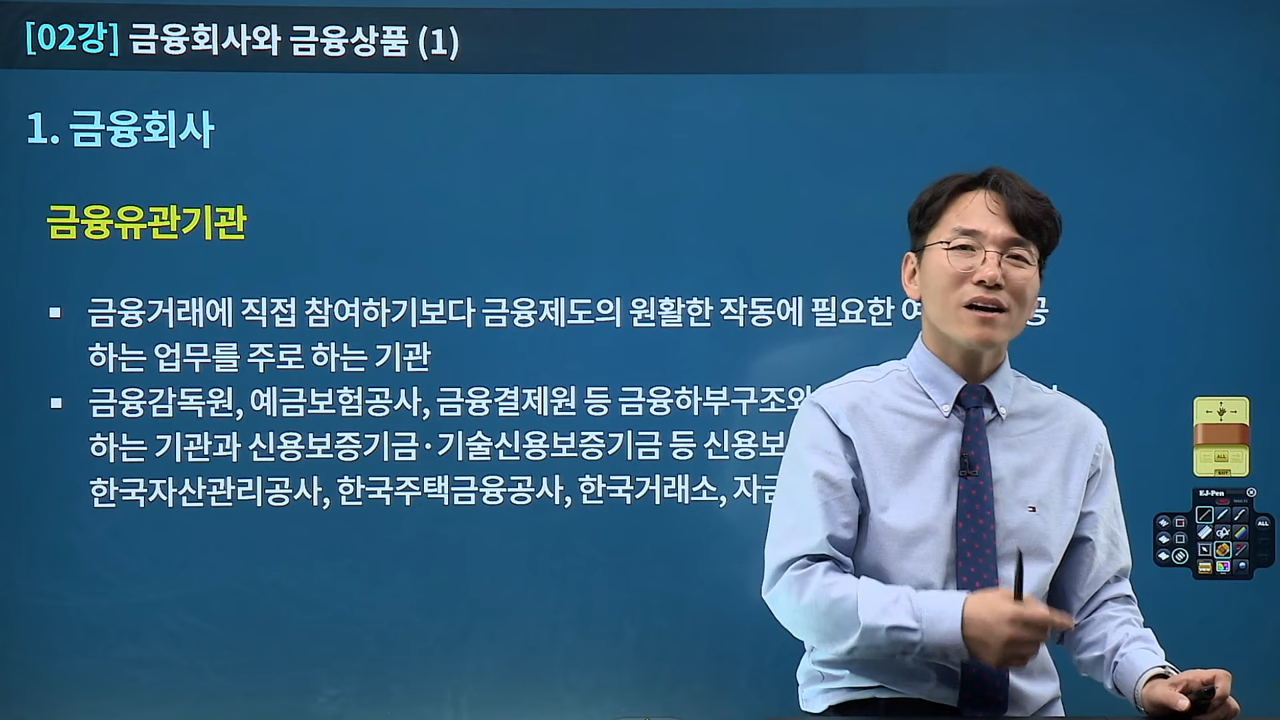 [02강] 금융회사와 금융상품 (1)
1. 금융회사
금융유관기관
▪ 금융거래에 직접 참여하기보다 금융제도의 원활한 작동에 필요한
하는 업무를 주로 하는 기관
▪ 금융감독원, 예금보험공사, 금융결제원 등 금융하부구조와
하는 기관과 신용보증기금·기술신용보증기금 등
한국자산관리공사, 한국주택금융공사, 한국거래소,
ALL
EXIT
EJ-Pen
ALL